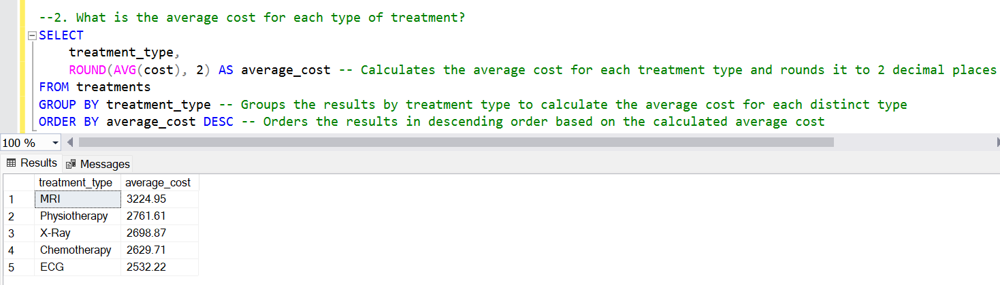 --2. What is the average cost for each type of treatment?
SELECT
treatment_type,
ROUND(AVG(cost), 2) AS average_cost -- Calculates the average cost for each treatment type and rounds it to 2 decimal places
FROM treatments
GROUP BY treatment_type -- Groups the results by treatment type to calculate the average cost for each distinct type
ORDER BY average_cost DESC -- Orders the results in descending order based on the calculated average cost
100 %
Results Messages
treatment_type average_cost
1 MRI 3224.95
2 Physiotherapy 2761.61
3 X-Ray 2698.87
4 Chemotherapy 2629.71
5 ECG 2532.22